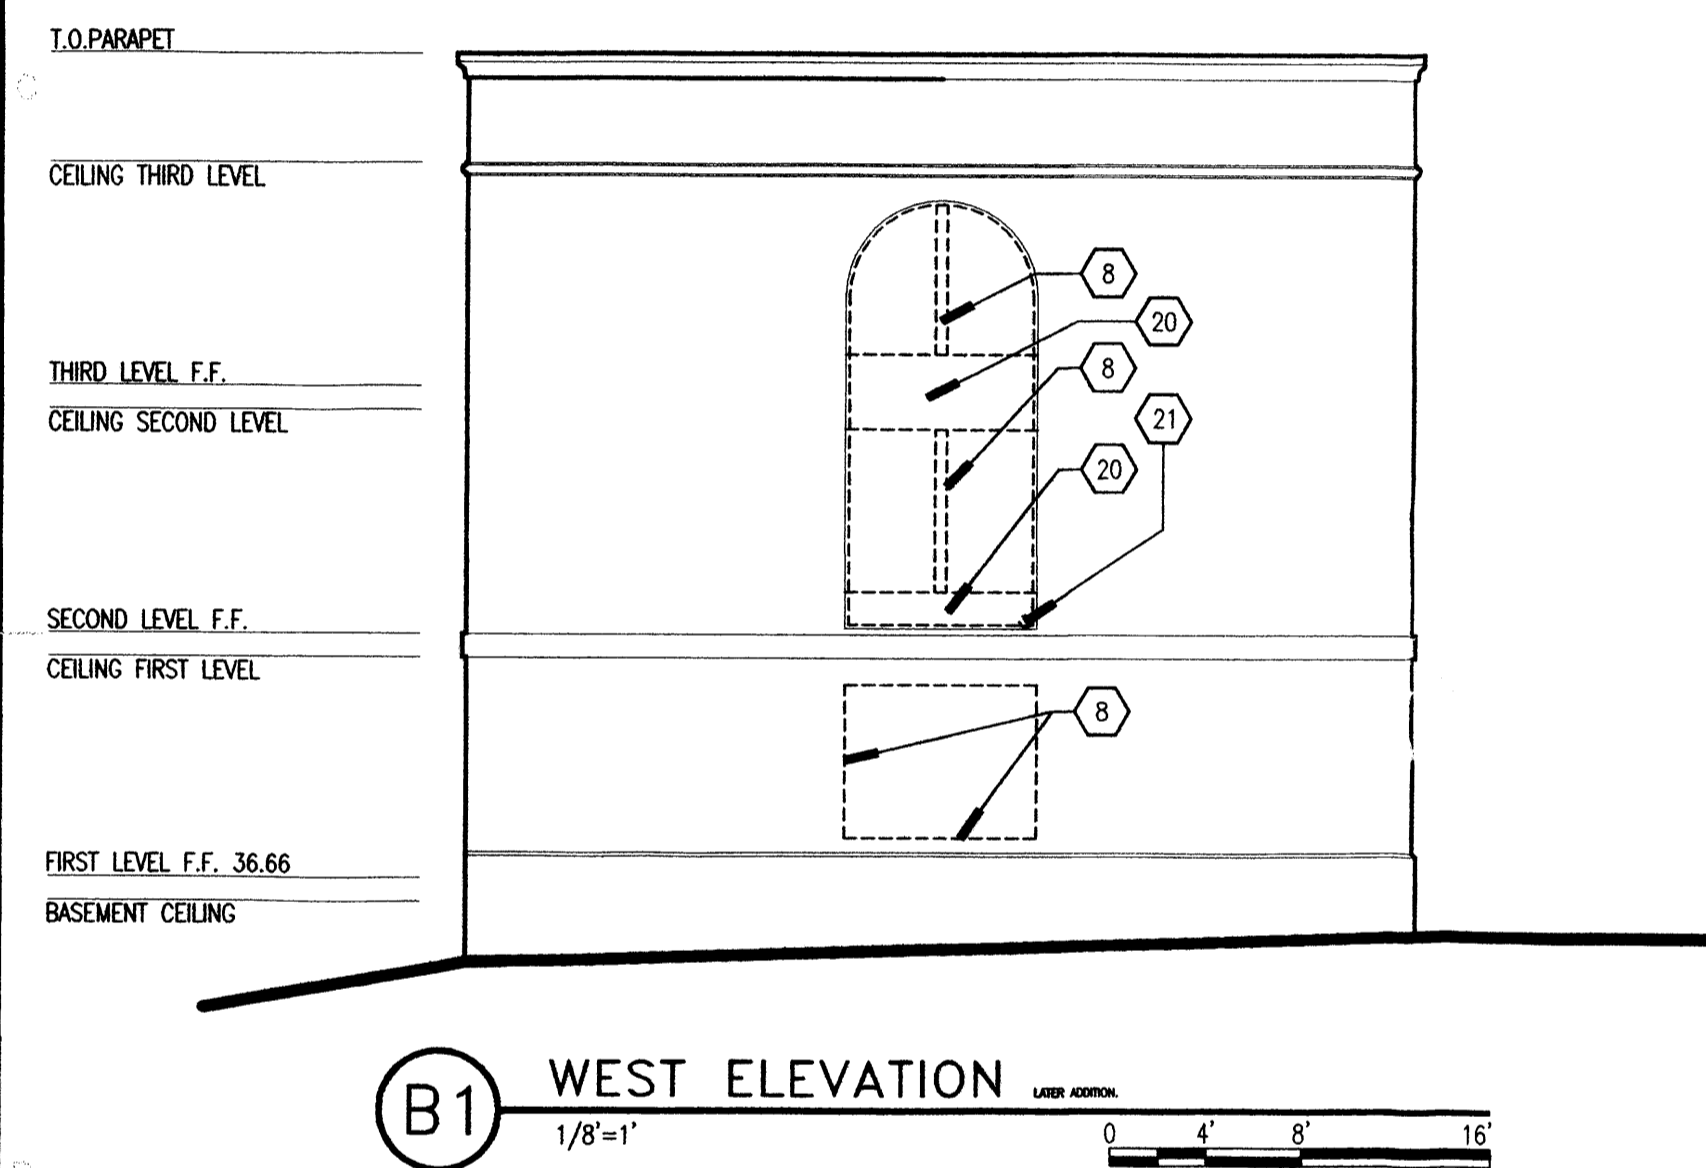 T.O.PARAPET
CEILING THIRD LEVEL
8
20
THIRD LEVEL F.F.
8
CEILING SECOND LEVEL
21
20
SECOND LEVEL F.F.
CEILING FIRST LEVEL
8
FIRST LEVEL F.F. 36.66
BASEMENT CEILING
B1
WEST ELEVATION LATER ADDITION.
1/8'=1'
0 4' 8' 16'